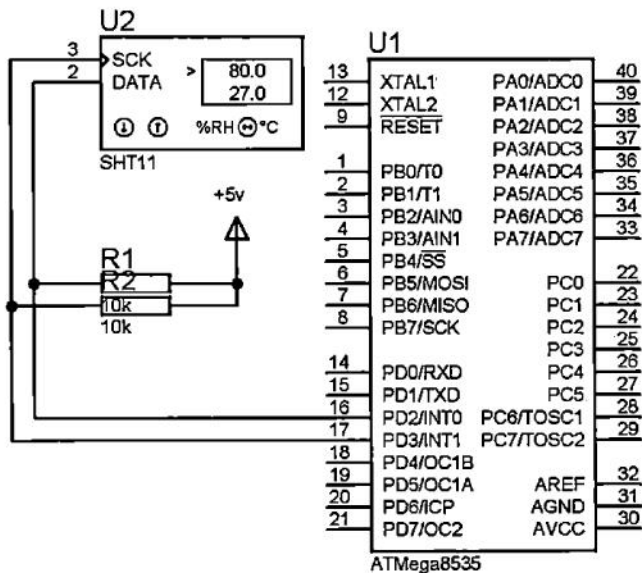 U2
3 SCK
2 DATA
> 80.0
27.0
%RH °C
SHT11
+5v
R1
R2
10k
10k
U1
13 XTAL1 PA0/ADC0 40
12 XTAL2 PA1/ADC1 39
9 RESET PA2/ADC2 38
PA3/ADC3 37
1 PB0/T0 PA4/ADC4 36
2 PB1/T1 PA5/ADC5 35
3 PB2/AIN0 PA6/ADC6 34
4 PB3/AIN1 PA7/ADC7 33
5 PB4/SS
6 PB5/MOSI PC0 22
7 PB6/MISO PC1 23
8 PB7/SCK PC2 24
PC3 25
14 PD0/RXD PC4 26
15 PD1/TXD PC5 27
16 PD2/INT0 PC6/TOSC1 28
17 PD3/INT1 PC7/TOSC2 29
18 PD4/OC1B
19 PD5/OC1A AREF 32
20 PD6/ICP AGND 31
21 PD7/OC2 AVCC 30
ATMega8535